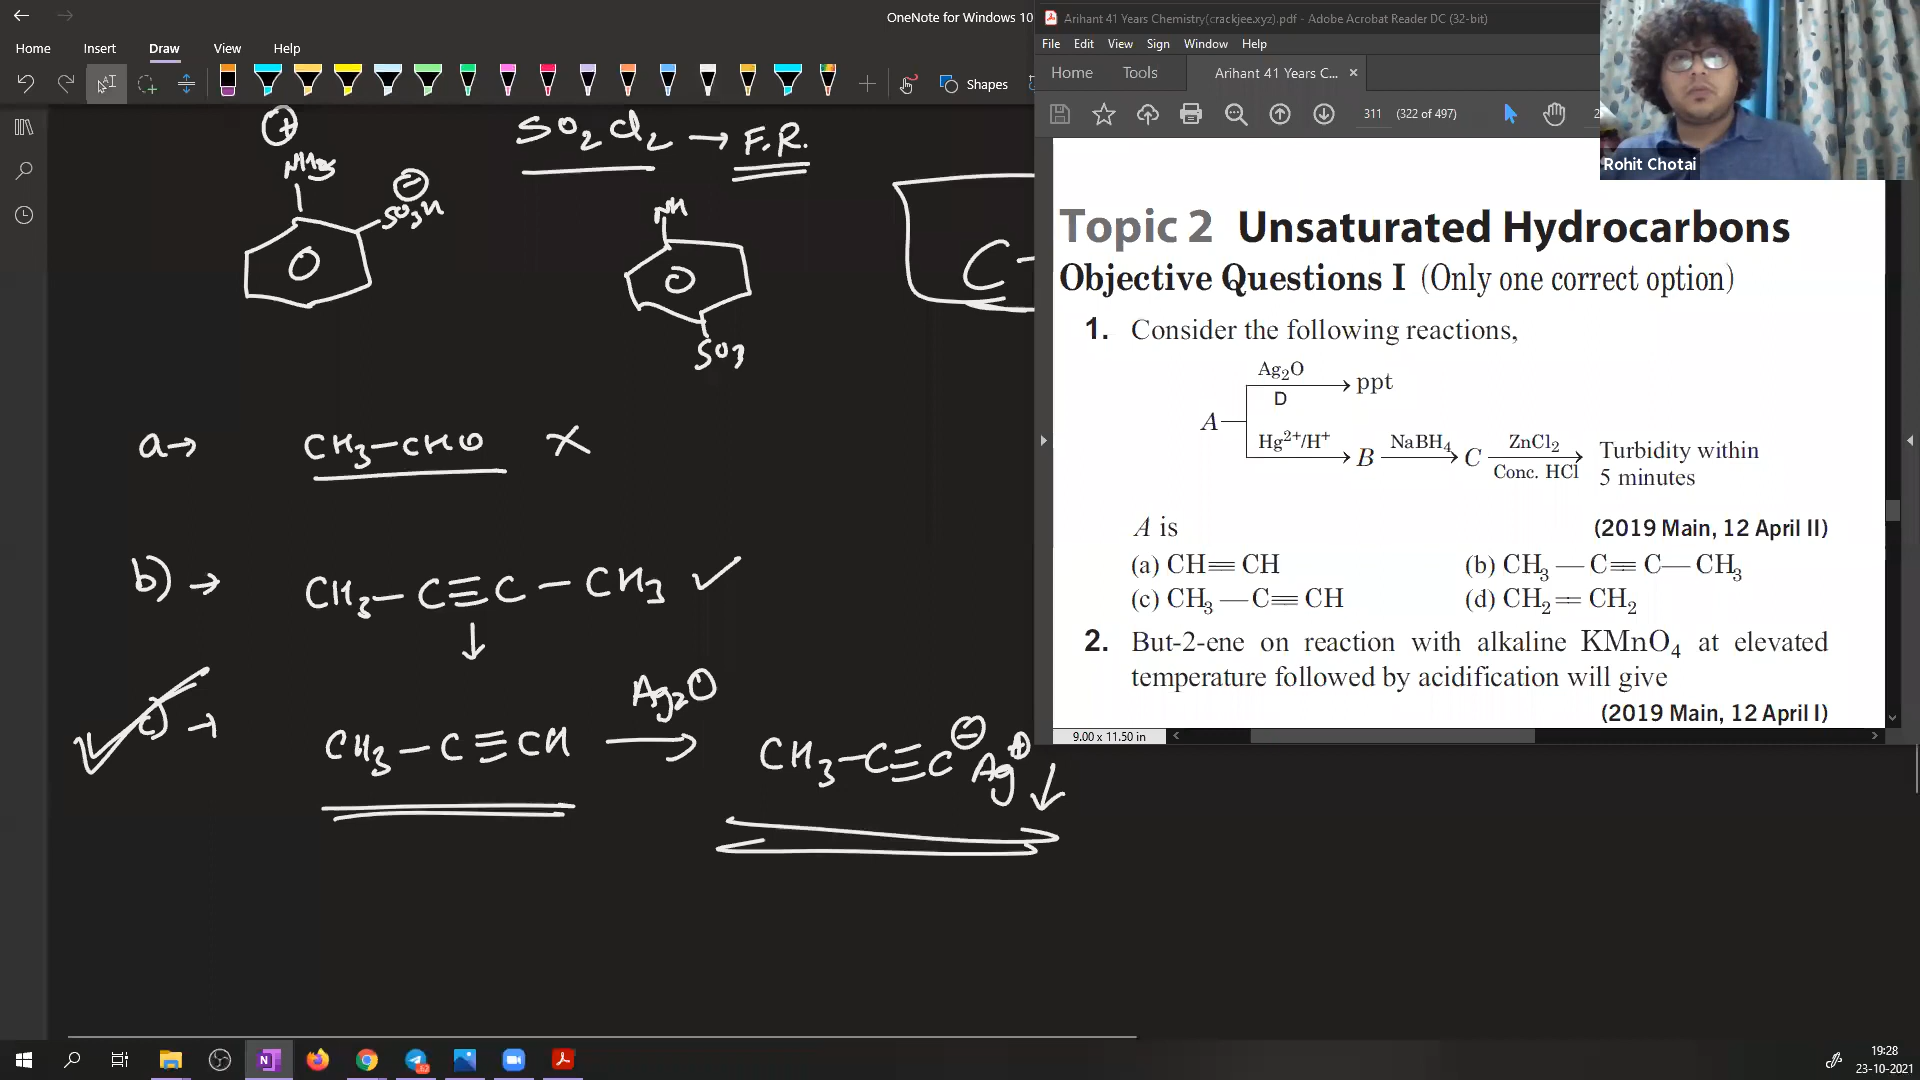 OneNote for Windows 10
Home Insert Draw View Help
Shapes
SO2Cl2 → F.R.
⊕
⊖
SO3H
NH
C-
SO3
a → CH3-CHO ×
b) → CH3-C≡C-CH3 ✓
↓
c) → CH3-C≡CH
Ag2O
→
CH3-C≡C⊖ Ag⊕ ↓
Arihant 41 Years Chemistry(crackjee.xyz).pdf - Adobe Acrobat Reader DC (32-bit)
File Edit View Sign Window Help
Home Tools Arihant 41 Years C... ×
311 (322 of 497)
Rohit Chotai
Topic 2 Unsaturated Hydrocarbons
Objective Questions I (Only one correct option)
1. Consider the following reactions,
Ag2O
ppt
D
A
Hg2+/H+
B
NaBH4
C
ZnCl2
Conc. HCl
Turbidity within
5 minutes
A is (2019 Main, 12 April II)
(a) CH≡CH (b) CH3—C≡C—CH3
(c) CH3—C≡CH (d) CH2=CH2
2. But-2-ene on reaction with alkaline KMnO4 at elevated
temperature followed by acidification will give
(2019 Main, 12 April I)
9.00 x 11.50 in
19:28
23-10-2021